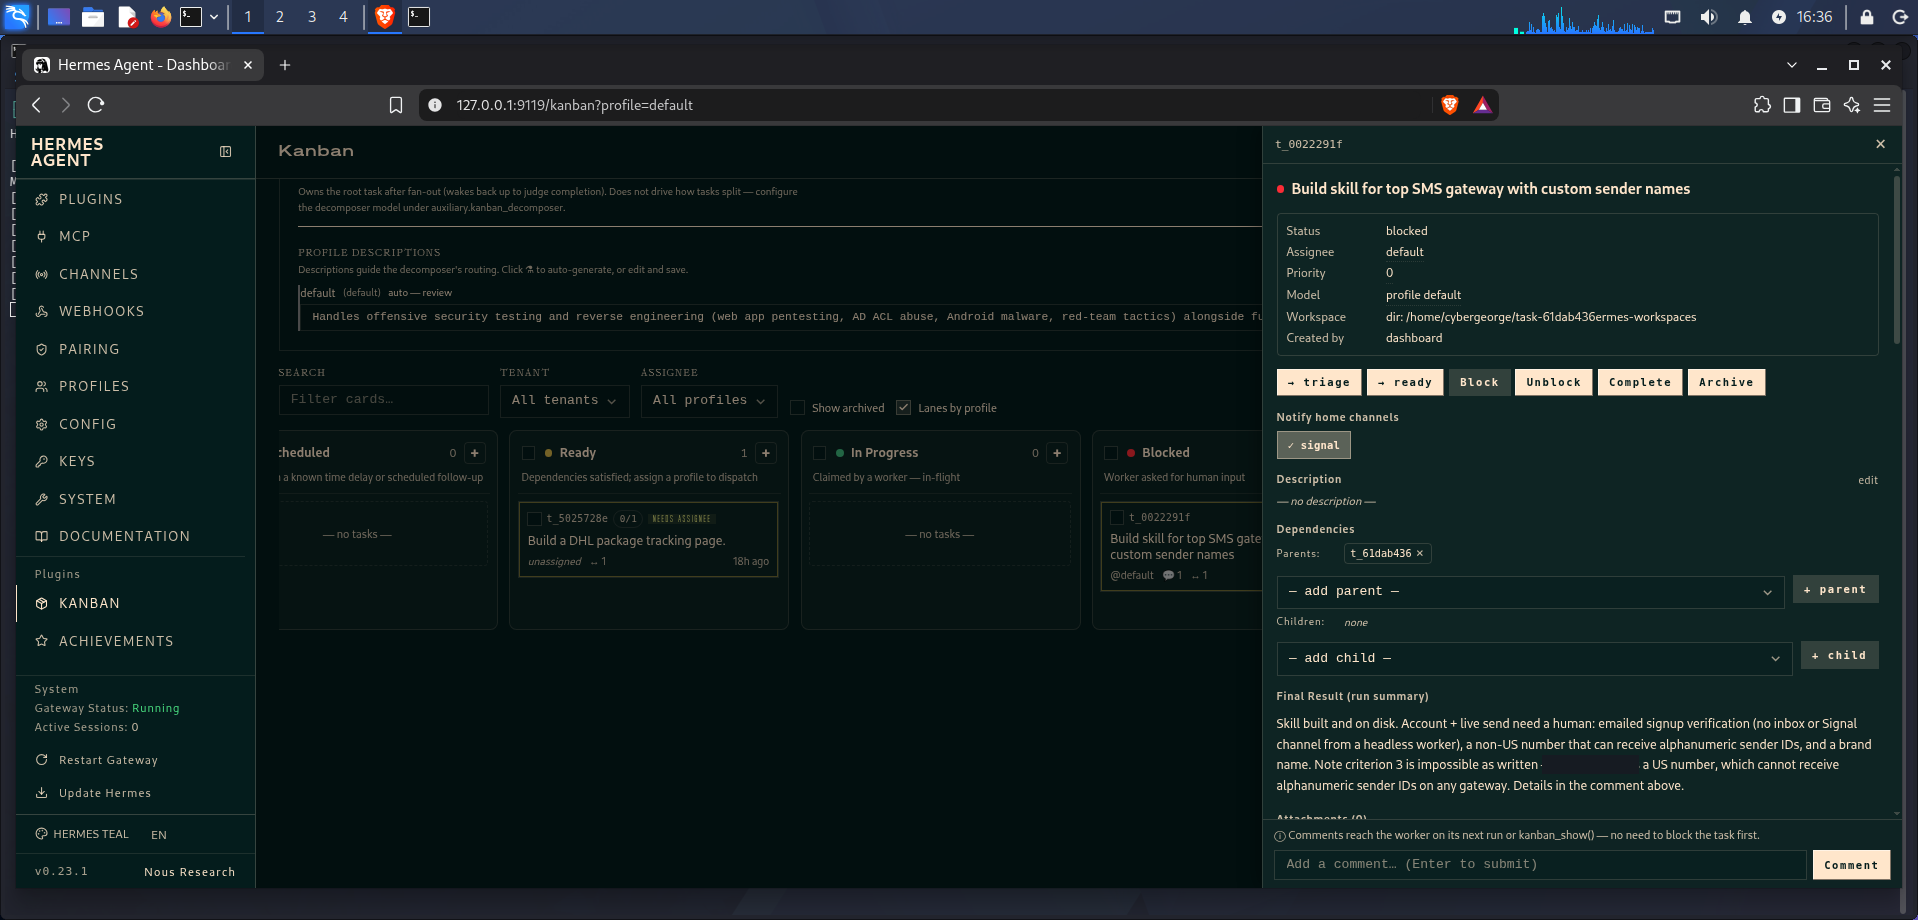 1 2 3 4
16:36
Hermes Agent - Dashboar
127.0.0.1:9119/kanban?profile=default
HERMES
AGENT
PLUGINS
MCP
CHANNELS
WEBHOOKS
PAIRING
PROFILES
CONFIG
KEYS
SYSTEM
DOCUMENTATION
Plugins
KANBAN
ACHIEVEMENTS
System
Gateway Status: Running
Active Sessions: 0
Restart Gateway
Update Hermes
HERMES TEAL EN
v0.23.1 Nous Research
Kanban
Owns the root task after fan-out (wakes back up to judge completion). Does not drive how tasks split — configure
the decomposer model under auxiliary.kanban_decomposer.
PROFILE DESCRIPTIONS
Descriptions guide the decomposer's routing. Click ⚗ to auto-generate, or edit and save.
default (default) auto — review
Handles offensive security testing and reverse engineering (web app pentesting, AD ACL abuse, Android malware, red-team tactics) alongside fu
SEARCH TENANT ASSIGNEE
Filter cards… All tenants All profiles Show archived Lanes by profile
cheduled 0 +
a known time delay or scheduled follow-up
— no tasks —
Ready 1 +
Dependencies satisfied; assign a profile to dispatch
t_5025728e 0/1 NEEDS ASSIGNEE
Build a DHL package tracking page.
unassigned ↔ 1 18h ago
In Progress 0 +
Claimed by a worker — in-flight
— no tasks —
Blocked
Worker asked for human input
t_0022291f
Build skill for top SMS gate
custom sender names
@default 💬 1 ↔ 1
t_0022291f
Build skill for top SMS gateway with custom sender names
Status blocked
Assignee default
Priority 0
Model profile default
Workspace dir: /home/cybergeorge/task-61dab436ermes-workspaces
Created by dashboard
→ triage → ready Block Unblock Complete Archive
Notify home channels
✓ signal
Description edit
— no description —
Dependencies
Parents: t_61dab436 ×
— add parent — + parent
Children: none
— add child — + child
Final Result (run summary)
Skill built and on disk. Account + live send need a human: emailed signup verification (no inbox or Signal
channel from a headless worker), a non-US number that can receive alphanumeric sender IDs, and a brand
name. Note criterion 3 is impossible as written a US number, which cannot receive
alphanumeric sender IDs on any gateway. Details in the comment above.
Attachments (0)
Comments reach the worker on its next run or kanban_show() — no need to block the task first.
Add a comment… (Enter to submit) Comment